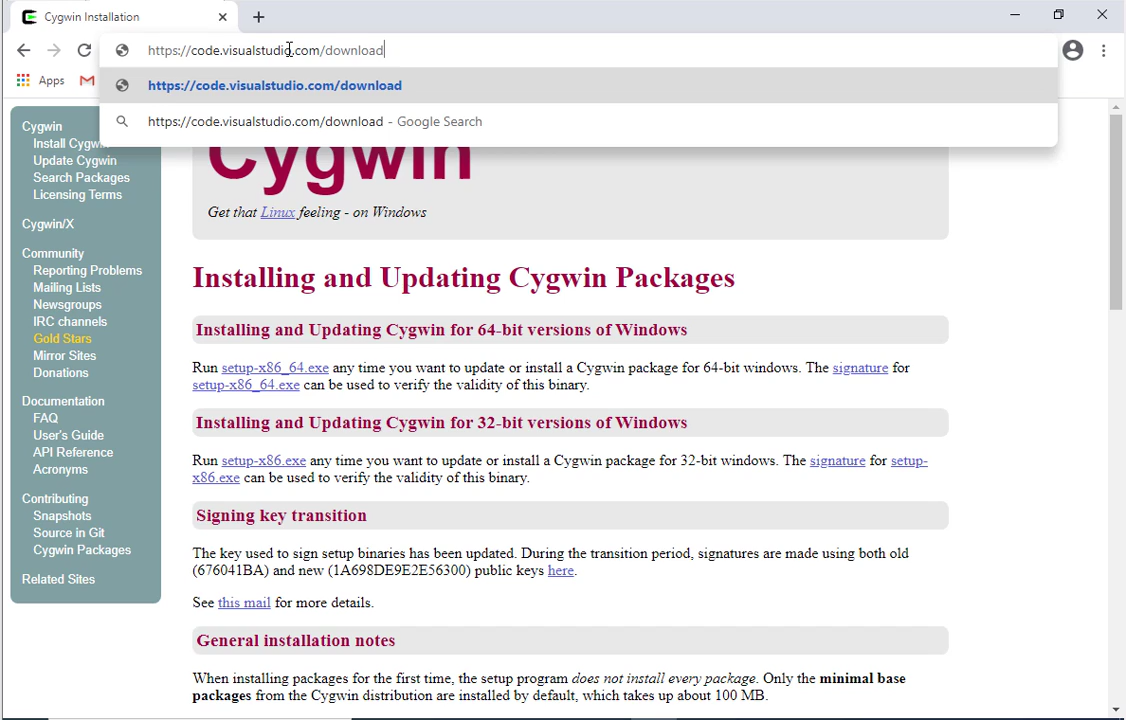 Cygwin Installation
https://code.visualstudio.com/download
Apps
https://code.visualstudio.com/download
https://code.visualstudio.com/download - Google Search
Cygwin
Install Cygw
Update Cygwin
Search Packages
Licensing Terms
Cygwin/X
Community
Reporting Problems
Mailing Lists
Newsgroups
IRC channels
Gold Stars
Mirror Sites
Donations
Documentation
FAQ
User's Guide
API Reference
Acronyms
Contributing
Snapshots
Source in Git
Cygwin Packages
Related Sites
Cygwin
Get that Linux feeling - on Windows
Installing and Updating Cygwin Packages
Installing and Updating Cygwin for 64-bit versions of Windows
Run setup-x86_64.exe any time you want to update or install a Cygwin package for 64-bit windows. The signature for
setup-x86_64.exe can be used to verify the validity of this binary.
Installing and Updating Cygwin for 32-bit versions of Windows
Run setup-x86.exe any time you want to update or install a Cygwin package for 32-bit windows. The signature for setup-
x86.exe can be used to verify the validity of this binary.
Signing key transition
The key used to sign setup binaries has been updated. During the transition period, signatures are made using both old
(676041BA) and new (1A698DE9E2E56300) public keys here.
See this mail for more details.
General installation notes
When installing packages for the first time, the setup program does not install every package. Only the minimal base
packages from the Cygwin distribution are installed by default, which takes up about 100 MB.